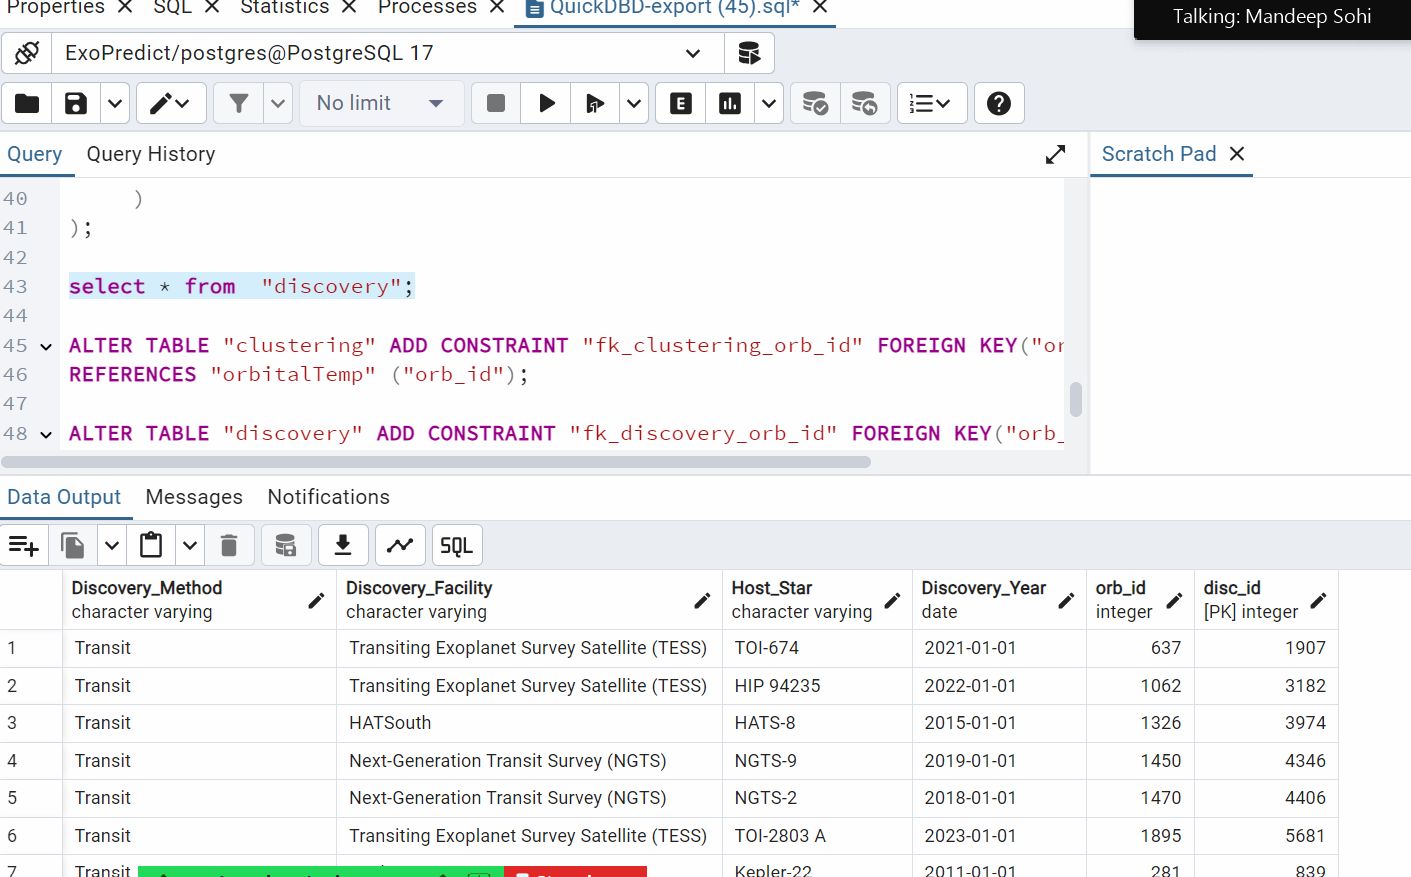 Properties × SQL × Statistics × Processes × QuickDBD-export (45).sql* ×
Talking: Mandeep Sohi
ExoPredict/postgres@PostgreSQL 17
No limit
Query Query History
Scratch Pad ×
40 )
41 );
42
43 select * from "discovery";
44
45 ALTER TABLE "clustering" ADD CONSTRAINT "fk_clustering_orb_id" FOREIGN KEY("or
46 REFERENCES "orbitalTemp" ("orb_id");
47
48 ALTER TABLE "discovery" ADD CONSTRAINT "fk_discovery_orb_id" FOREIGN KEY("orb_
Data Output Messages Notifications
SQL
Discovery_Method Discovery_Facility Host_Star Discovery_Year orb_id disc_id
character varying character varying character varying date integer [PK] integer
1 Transit Transiting Exoplanet Survey Satellite (TESS) TOI-674 2021-01-01 637 1907
2 Transit Transiting Exoplanet Survey Satellite (TESS) HIP 94235 2022-01-01 1062 3182
3 Transit HATSouth HATS-8 2015-01-01 1326 3974
4 Transit Next-Generation Transit Survey (NGTS) NGTS-9 2019-01-01 1450 4346
5 Transit Next-Generation Transit Survey (NGTS) NGTS-2 2018-01-01 1470 4406
6 Transit Transiting Exoplanet Survey Satellite (TESS) TOI-2803 A 2023-01-01 1895 5681
7 Transit Kepler-22 2011-01-01 281 839